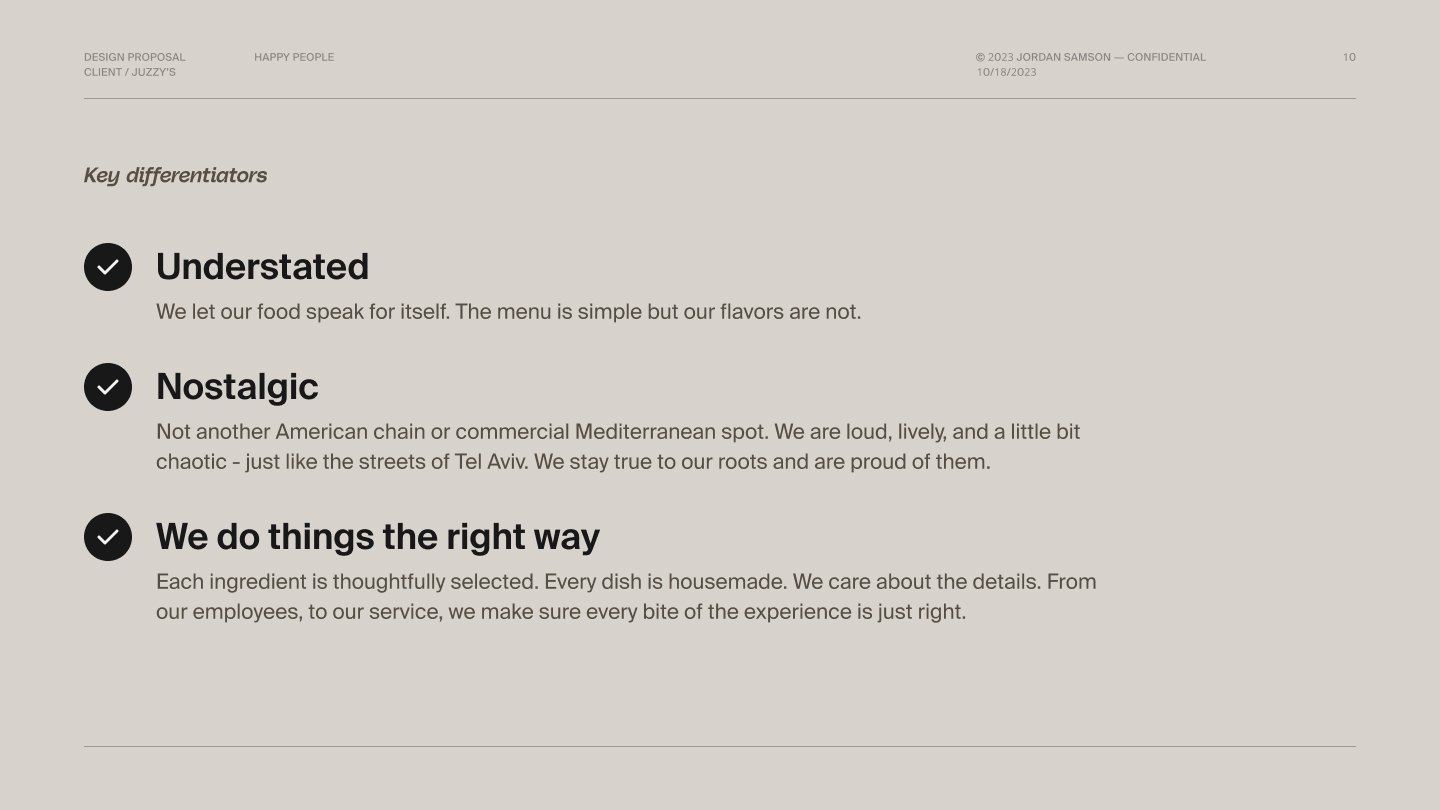 DESIGN PROPOSAL
CLIENT / JUZZY'S
HAPPY PEOPLE
© 2023 JORDAN SAMSON — CONFIDENTIAL
10/18/2023
10
Key differentiators
Understated
We let our food speak for itself. The menu is simple but our flavors are not.
Nostalgic
Not another American chain or commercial Mediterranean spot. We are loud, lively, and a little bit
chaotic - just like the streets of Tel Aviv. We stay true to our roots and are proud of them.
We do things the right way
Each ingredient is thoughtfully selected. Every dish is housemade. We care about the details. From
our employees, to our service, we make sure every bite of the experience is just right.